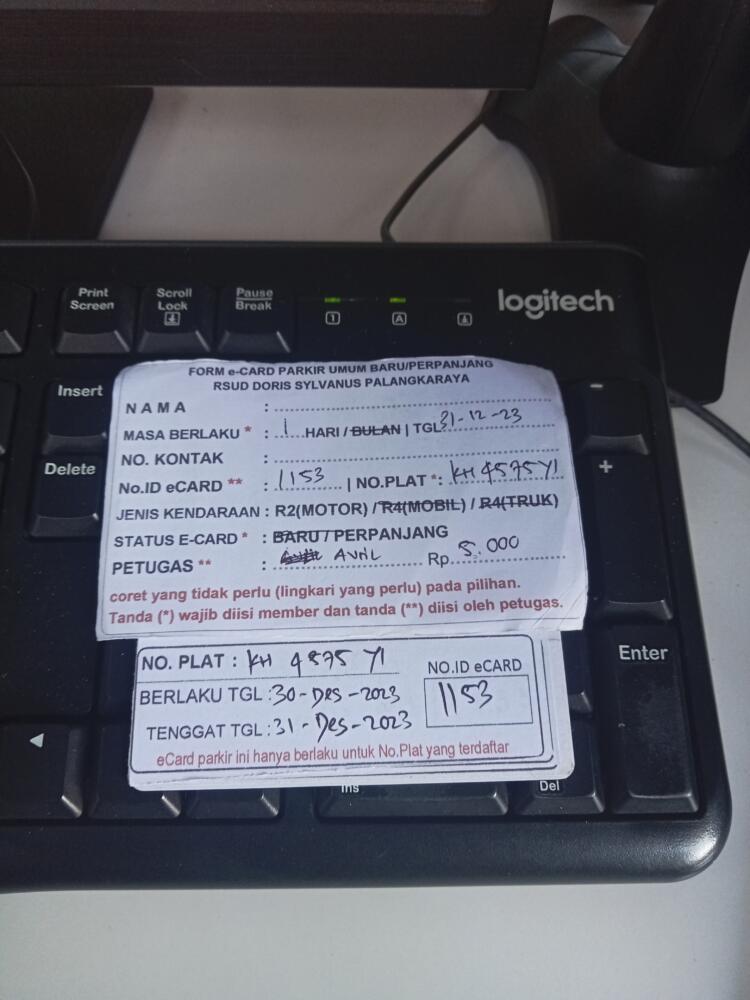 Print Screen
Scroll Lock
Pause Break
1
A
logitech
Insert
Delete
-
+
Enter
Ins
Del
FORM e-CARD PARKIR UMUM BARU/PERPANJANG
RSUD DORIS SYLVANUS PALANGKARAYA
NAMA :
MASA BERLAKU * : 1 HARI / BULAN | TGL 31-12-23
NO. KONTAK :
No.ID eCARD ** : 1153 | NO.PLAT *: KH 4575 YI
JENIS KENDARAAN : R2(MOTOR) / R4(MOBIL) / R4(TRUK)
STATUS E-CARD * : BARU / PERPANJANG
PETUGAS ** : Rp. 5.000
coret yang tidak perlu (lingkari yang perlu) pada pilihan.
Tanda (*) wajib diisi member dan tanda (**) diisi oleh petugas.
NO. PLAT : KH 4575 YI
NO.ID eCARD
1153
BERLAKU TGL : 30-Des-2023
TENGGAT TGL : 31-Des-2023
eCard parkir ini hanya berlaku untuk No.Plat yang terdaftar